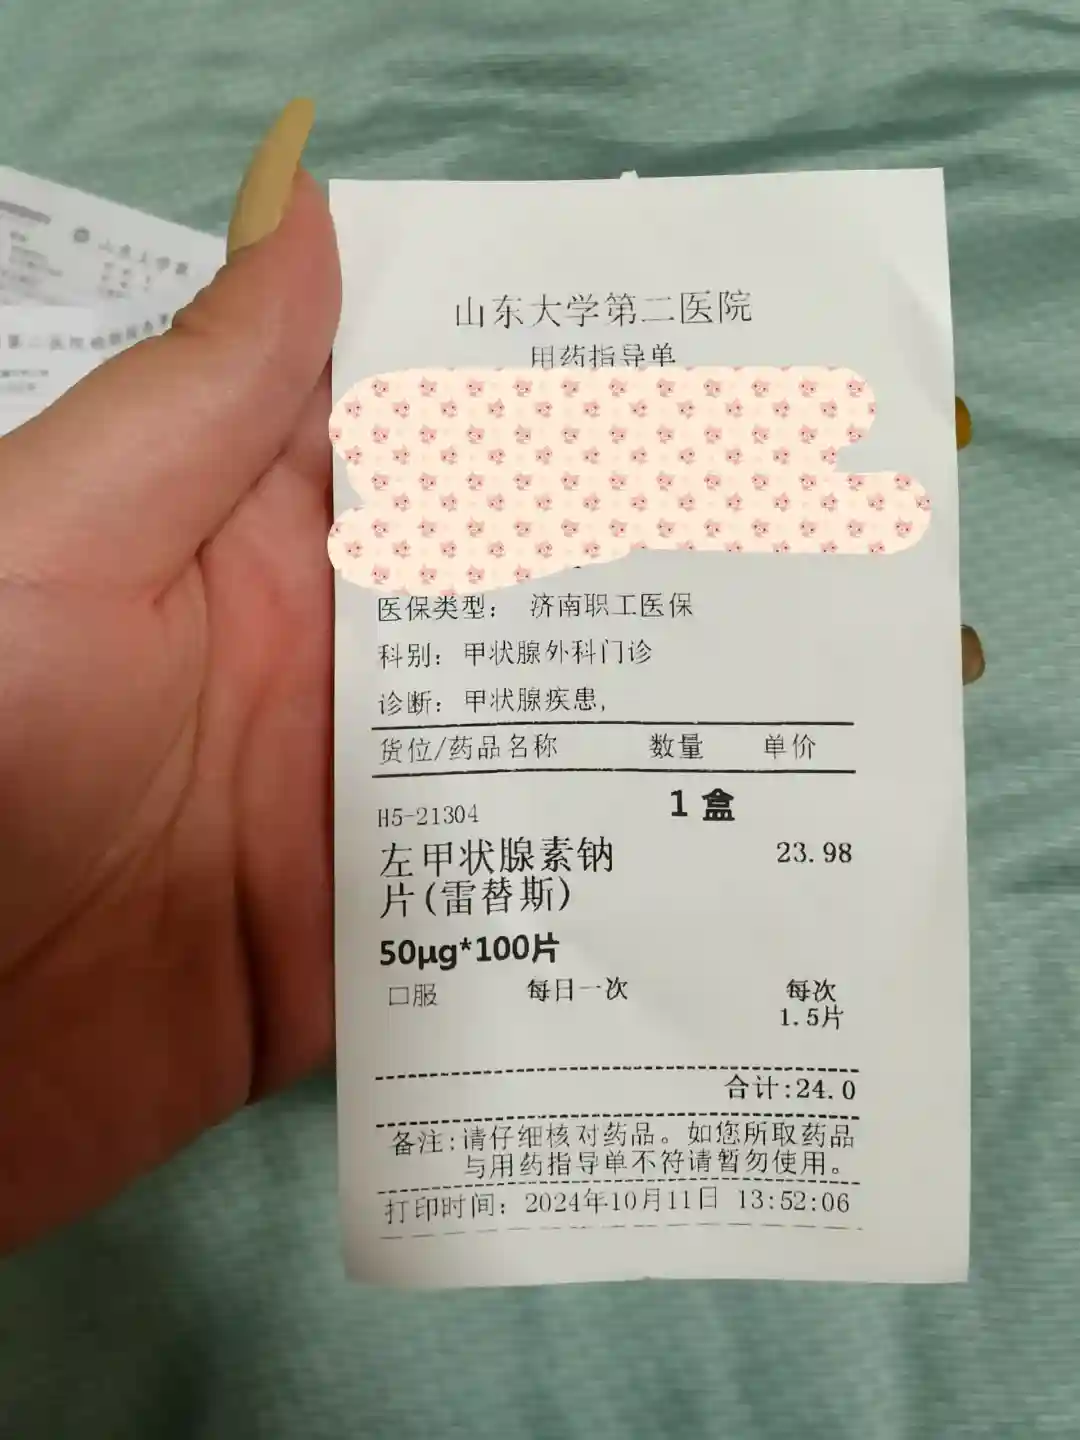 山东大学第二医院
用药指导单
医保类型: 济南职工医保
科别: 甲状腺外科门诊
诊断: 甲状腺疾患,
货位/药品名称 数量 单价
H5-21304 1 盒
左甲状腺素钠 23.98
片(雷替斯)
50μg*100片
口服 每日一次 每次
1.5片
合计:24.0
备注:请仔细核对药品。如您所取药品
与用药指导单不符请暂勿使用。
打印时间: 2024年10月11日 13:52:06